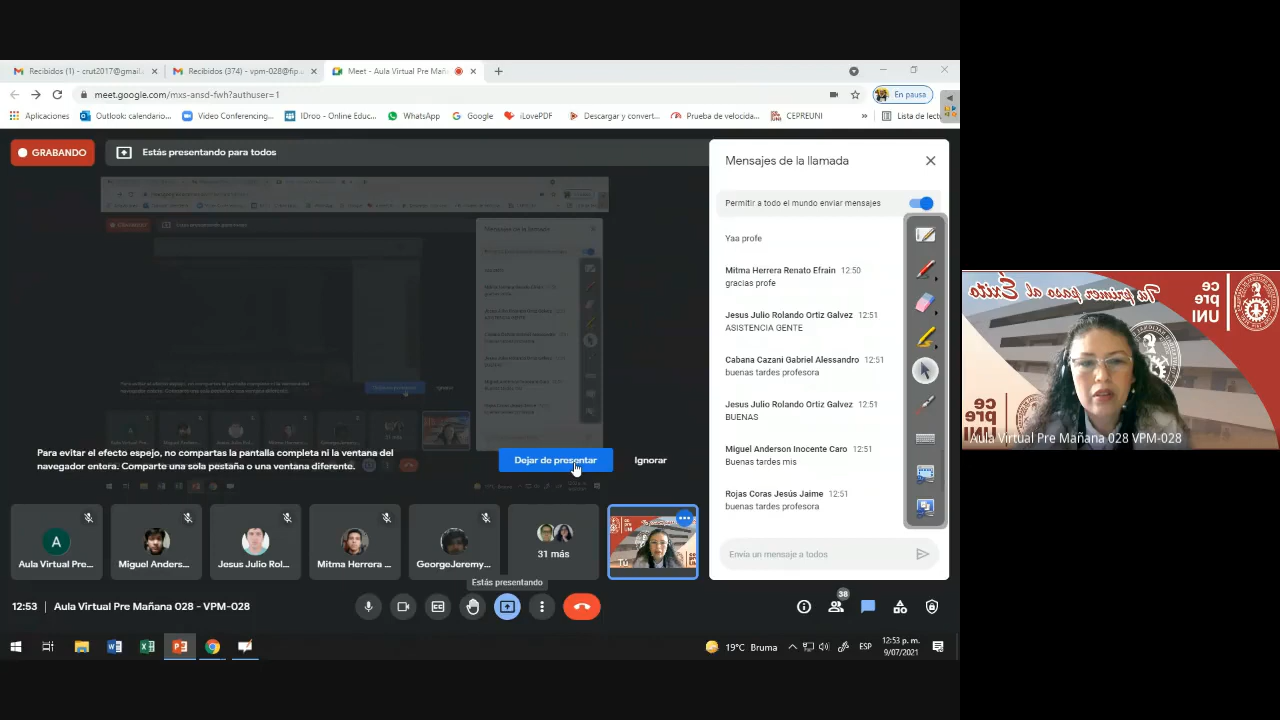 Recibidos (1) - crut2017@gmail.
Recibidos (374) - vpm-028@fip...
Meet - Aula Virtual Pre Mañ
meet.google.com/mxs-ansd-fwh?authuser=1
En pausa
Aplicaciones
Outlook: calendario...
Video Conferencing...
IDroo - Online Educ...
WhatsApp
Google
iLovePDF
Descargar y convert...
Prueba de velocida...
CEPREUNI
»
Lista de lectu
GRABANDO
Estás presentando para todos
Mensajes de la llamada
Permitir a todo el mundo enviar mensajes
Yaa profe
Mitma Herrera Renato Efrain 12:50
gracias profe
Jesus Julio Rolando Ortiz Galvez 12:51
ASISTENCIA GENTE
Cabana Cazani Gabriel Alessandro 12:51
buenas tardes profesora
Jesus Julio Rolando Ortiz Galvez 12:51
BUENAS
Miguel Anderson Inocente Caro 12:51
Buenas tardes mis
Rojas Coras Jesús Jaime 12:51
buenas tardes profesora
Envía un mensaje a todos
Para evitar el efecto espejo, no compartas la pantalla completa ni la ventana del
navegador entera. Comparte una sola pestaña o una ventana diferente.
Dejar de presentar
Ignorar
A
Aula Virtual Pre...
Miguel Anders...
Jesus Julio Rol...
Mitma Herrera ...
GeorgeJeremy...
31 más
Tú
Estás presentando
12:53 | Aula Virtual Pre Mañana 028 - VPM-028
38
19°C Bruma
ESP
12:53 p. m.
9/07/2021
Tu primer paso al Éxito
ce
pre
UNI
ce
pre
UNI
Aula Virtual Pre Mañana 028 VPM-028